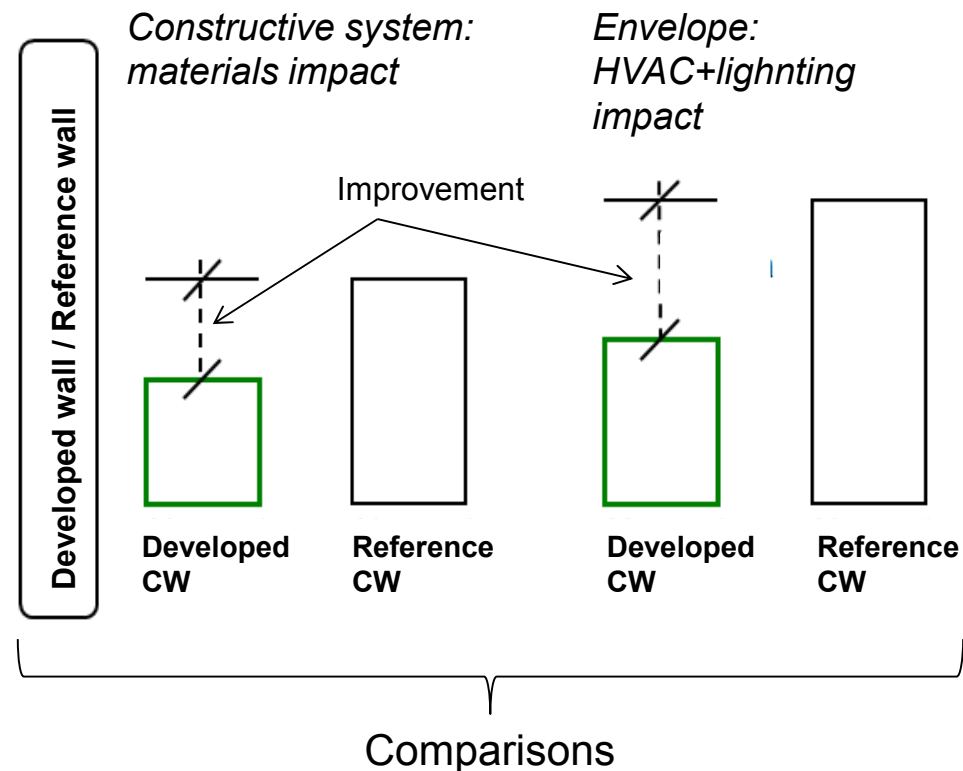 Constructive system:
materials impact
Envelope:
HVAC+lighnting
impact
Developed wall / Reference wall
Improvement
Developed
CW
Reference
CW
Developed
CW
Reference
CW
Comparisons